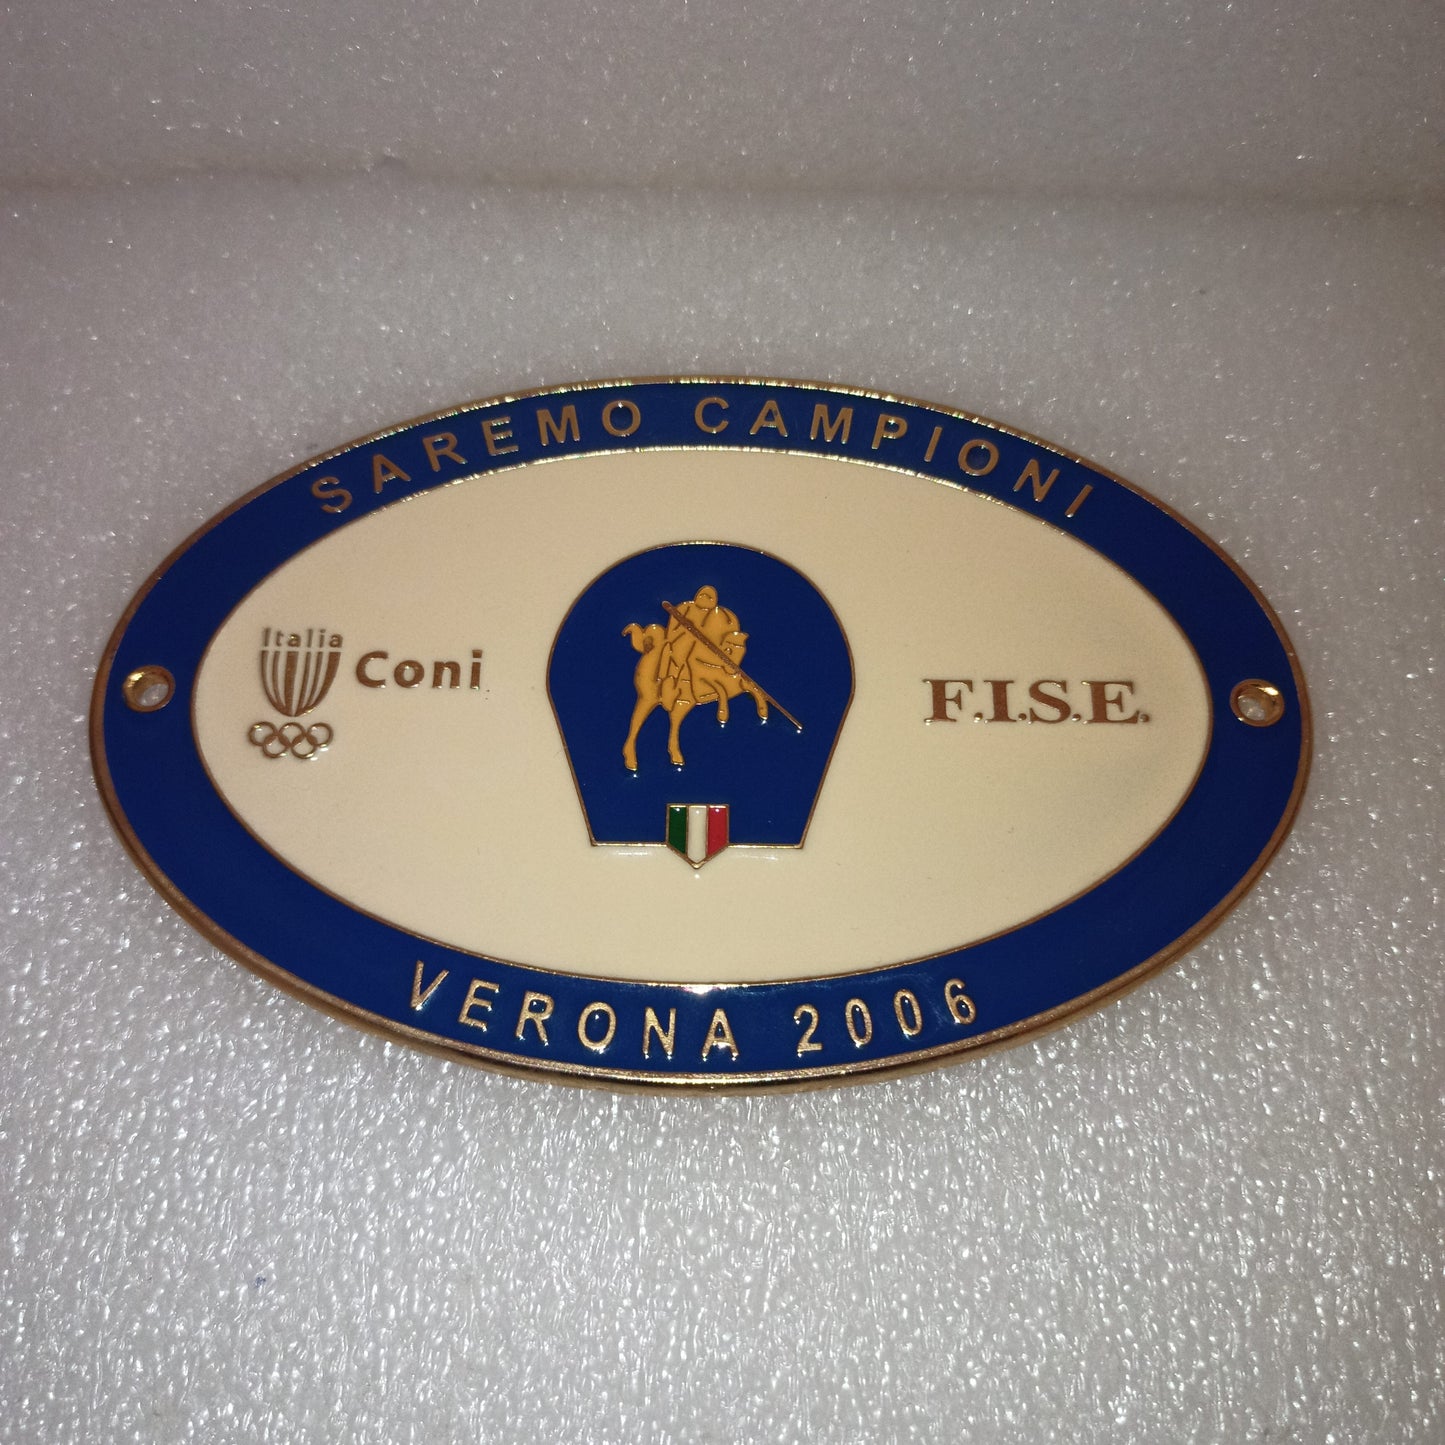 SAREMO CAMPIONI
Italia
Coni
F.I.S.E.
VERONA 2006